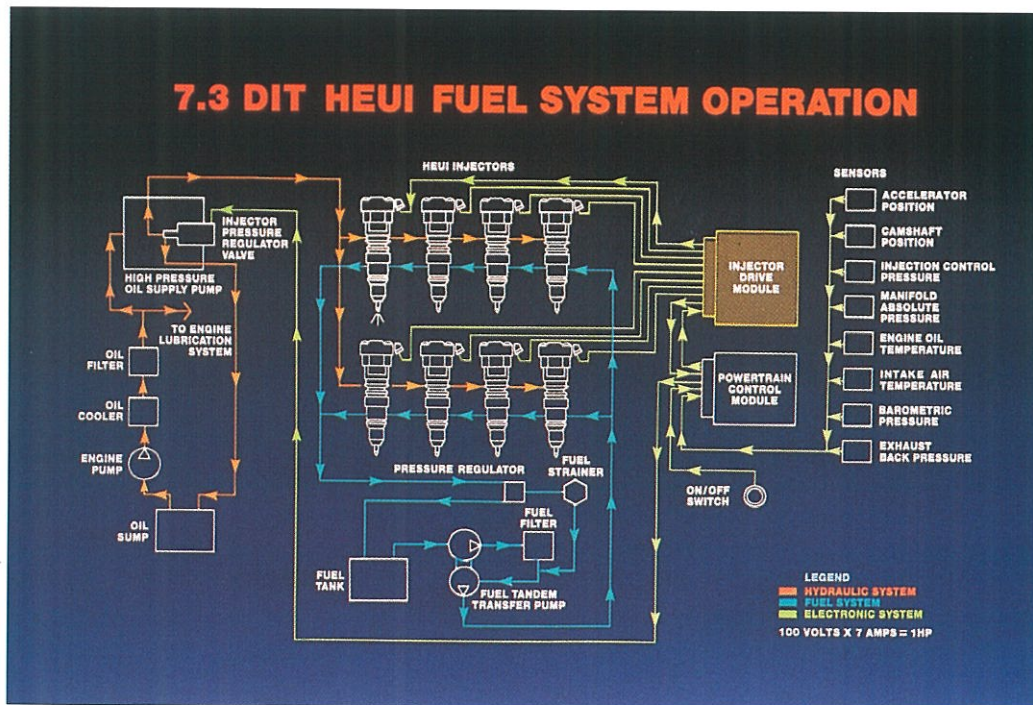 7.3 DIT HEUI FUEL SYSTEM OPERATION
HEUI INJECTORS
SENSORS
ACCELERATOR
POSITION
CAMSHAFT
POSITION
INJECTION CONTROL
PRESSURE
MANIFOLD
ABSOLUTE
PRESSURE
ENGINE OIL
TEMPERATURE
INTAKE AIR
TEMPERATURE
BAROMETRIC
PRESSURE
EXHAUST
BACK PRESSURE
INJECTOR
PRESSURE
REGULATOR
VALVE
HIGH PRESSURE
OIL SUPPLY PUMP
TO ENGINE
LUBRICATION
SYSTEM
OIL
FILTER
OIL
COOLER
ENGINE
PUMP
OIL
SUMP
INJECTOR
DRIVE
MODULE
POWERTRAIN
CONTROL
MODULE
ON/OFF
SWITCH
PRESSURE REGULATOR
FUEL
STRAINER
FUEL
FILTER
FUEL
TANK
FUEL TANDEM
TRANSFER PUMP
LEGEND
HYDRAULIC SYSTEM
FUEL SYSTEM
ELECTRONIC SYSTEM
100 VOLTS X 7 AMPS = 1HP